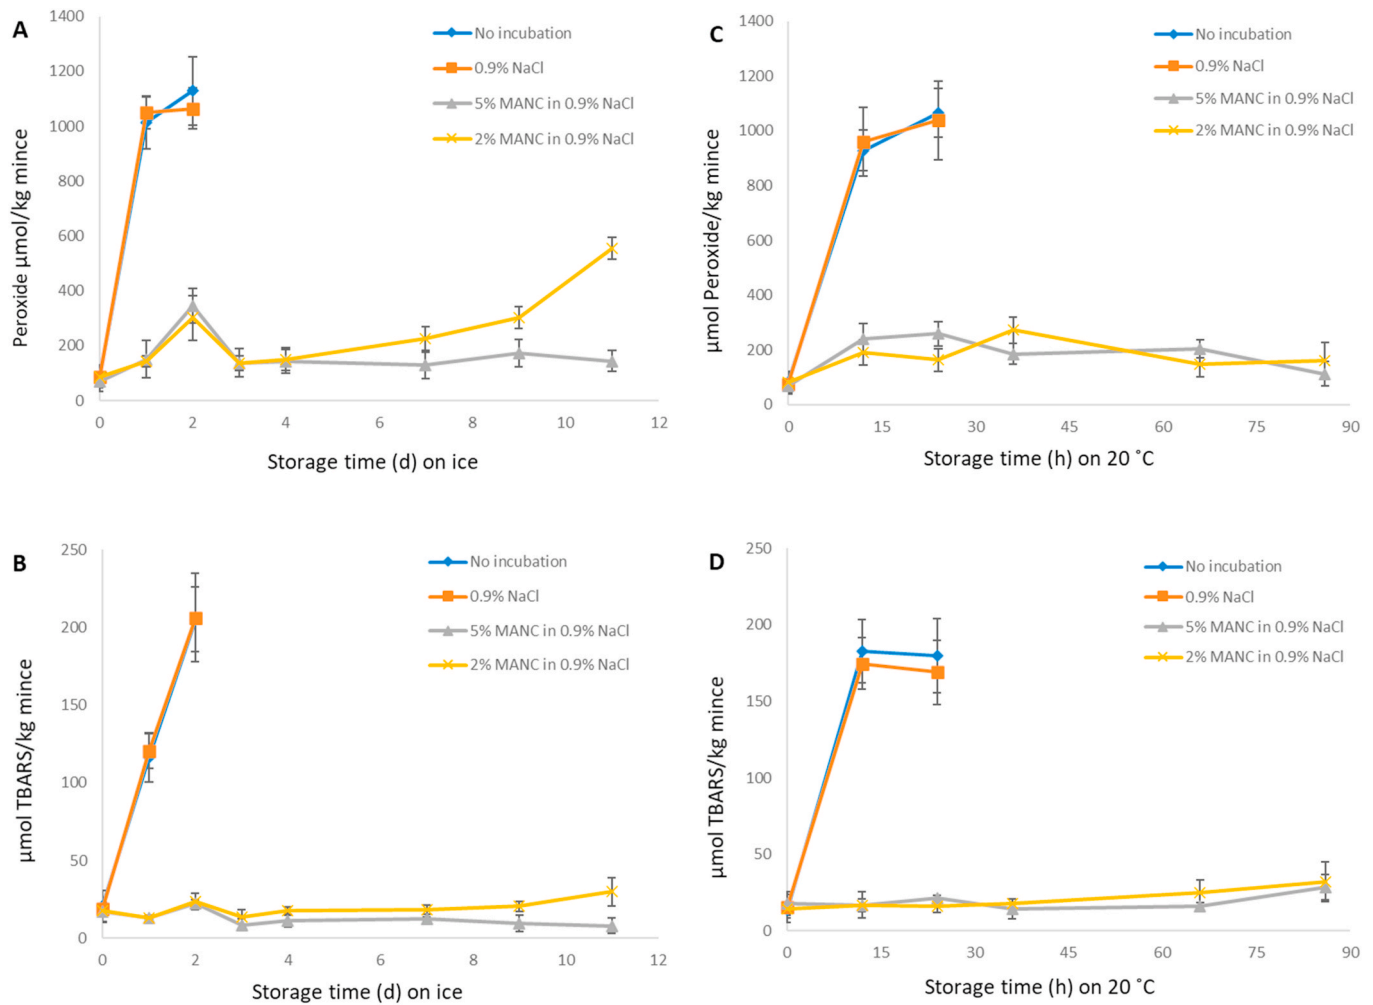 A
Peroxide µmol/kg mince
1400
1200
1000
800
600
400
200
0
0 2 4 6 8 10 12
Storage time (d) on ice
No incubation
0.9% NaCl
5% MANC in 0.9% NaCl
2% MANC in 0.9% NaCl
C
µmol Peroxide/kg mince
1400
1200
1000
800
600
400
200
0
0 15 30 45 60 75 90
Storage time (h) on 20 ˚C
No incubation
0.9% NaCl
5% MANC in 0.9% NaCl
2% MANC in 0.9% NaCl
B
µmol TBARS/kg mince
250
200
150
100
50
0
0 2 4 6 8 10 12
Storage time (d) on ice
No incubation
0.9% NaCl
5% MANC in 0.9% NaCl
2% MANC in 0.9% NaCl
D
µmol TBARS/kg mince
250
200
150
100
50
0
0 15 30 45 60 75 90
Storage time (h) on 20 ˚C
No incubation
0.9% NaCl
5% MANC in 0.9% NaCl
2% MANC in 0.9% NaCl